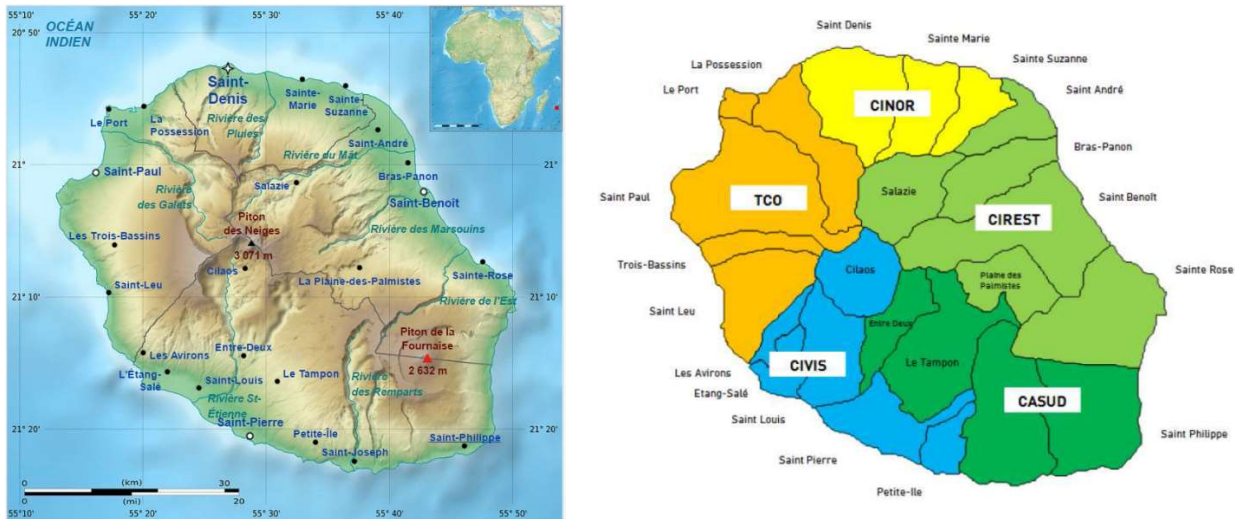 55° 10'
55° 20'
55° 30'
55° 40'
55° 50'
20° 50'
OCÉAN
INDIEN
Saint-
Denis
Sainte-
Marie
Sainte-
Suzanne
Le Port
La
Possession
Rivière des
Pluies
Saint-André
Rivière du Mât
21°
21°
Bras-Panon
Saint-Paul
Rivière
des Galets
Salazie
Saint-Benoît
Piton
des Neiges
3 071 m
Rivière des Marsouins
Les Trois-Bassins
Cilaos
La Plaine-des-Palmistes
Sainte-Rose
21° 10'
21° 10'
Saint-Leu
Rivière de l'Est
Piton de la
Fournaise
2 632 m
Les Avirons
Entre-Deux
L'Étang-
Salé
Saint-Louis
Le Tampon
Rivière
des Remparts
Rivière St-
Étienne
21° 20'
21° 20'
Saint-Pierre
Petite-Île
Saint-Philippe
Saint-Joseph
0
(km)
30
0
(mi)
20
55° 10'
55° 20'
55° 30'
55° 40'
55° 50'
Saint Denis
Sainte Marie
Sainte Suzanne
La Possession
Le Port
Saint André
CINOR
Bras-Panon
Saint Paul
TCO
Salazie
CIREST
Saint Benoît
Trois-Bassins
Cilaos
Plaine des
Palmistes
Sainte Rose
Saint Leu
Entre Deux
Les Avirons
CIVIS
Le Tampon
Etang-Salé
CASUD
Saint Louis
Saint Philippe
Saint Pierre
Petite-Ile